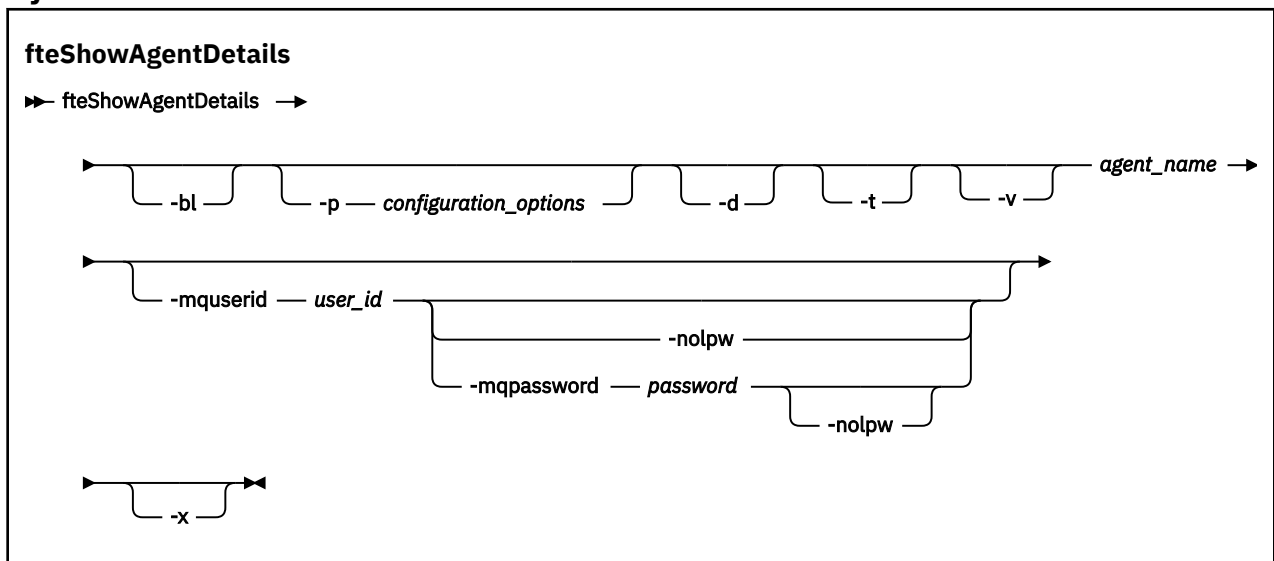 fteShowAgentDetails
fteShowAgentDetails
agent_name
-bl -p configuration_options -d -t -v
-mquserid user_id
-nolpw
-mqpassword password
-nolpw
-x